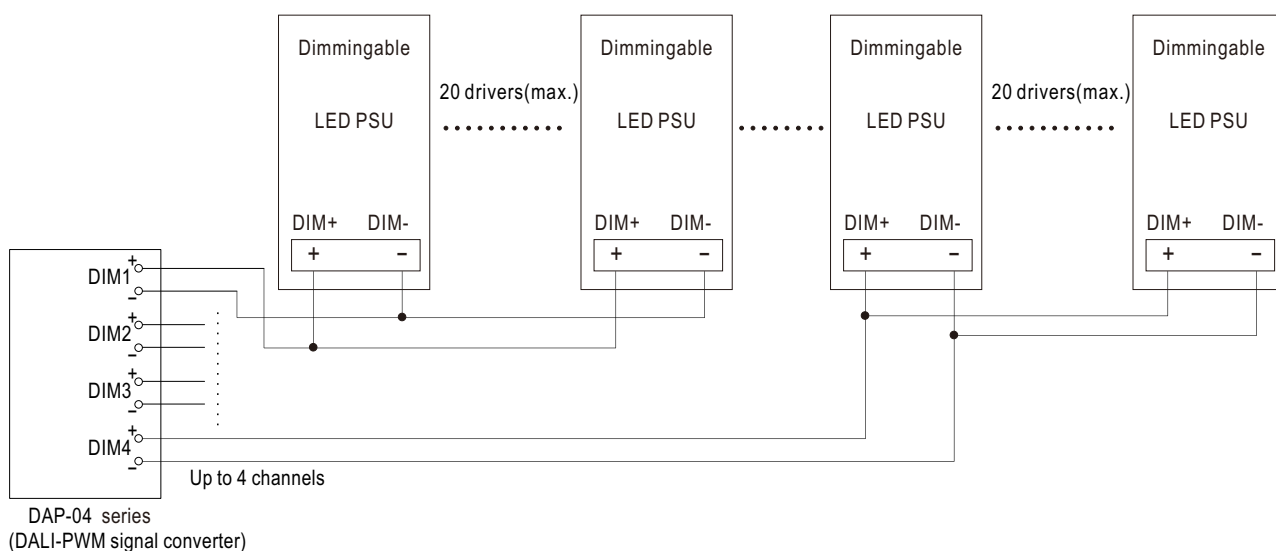 Dimmingable
LED PSU
DIM+ DIM-
+ −
20 drivers(max.)
Dimmingable
LED PSU
DIM+ DIM-
+ −
Dimmingable
LED PSU
DIM+ DIM-
+ −
20 drivers(max.)
Dimmingable
LED PSU
DIM+ DIM-
+ −
DIM1
+
−
DIM2
+
−
DIM3
+
−
DIM4
+
−
Up to 4 channels
DAP-04 series
(DALI-PWM signal converter)